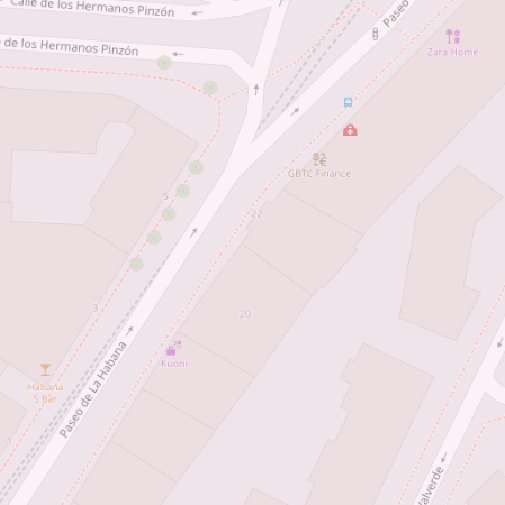 Calle de los Hermanos Pinzón
de los Hermanos Pinzón
Paseo
Zara Home
GBTC Finance
5
22
20
3
Kuoni
Habana
5 Bar
Paseo de La Habana
1